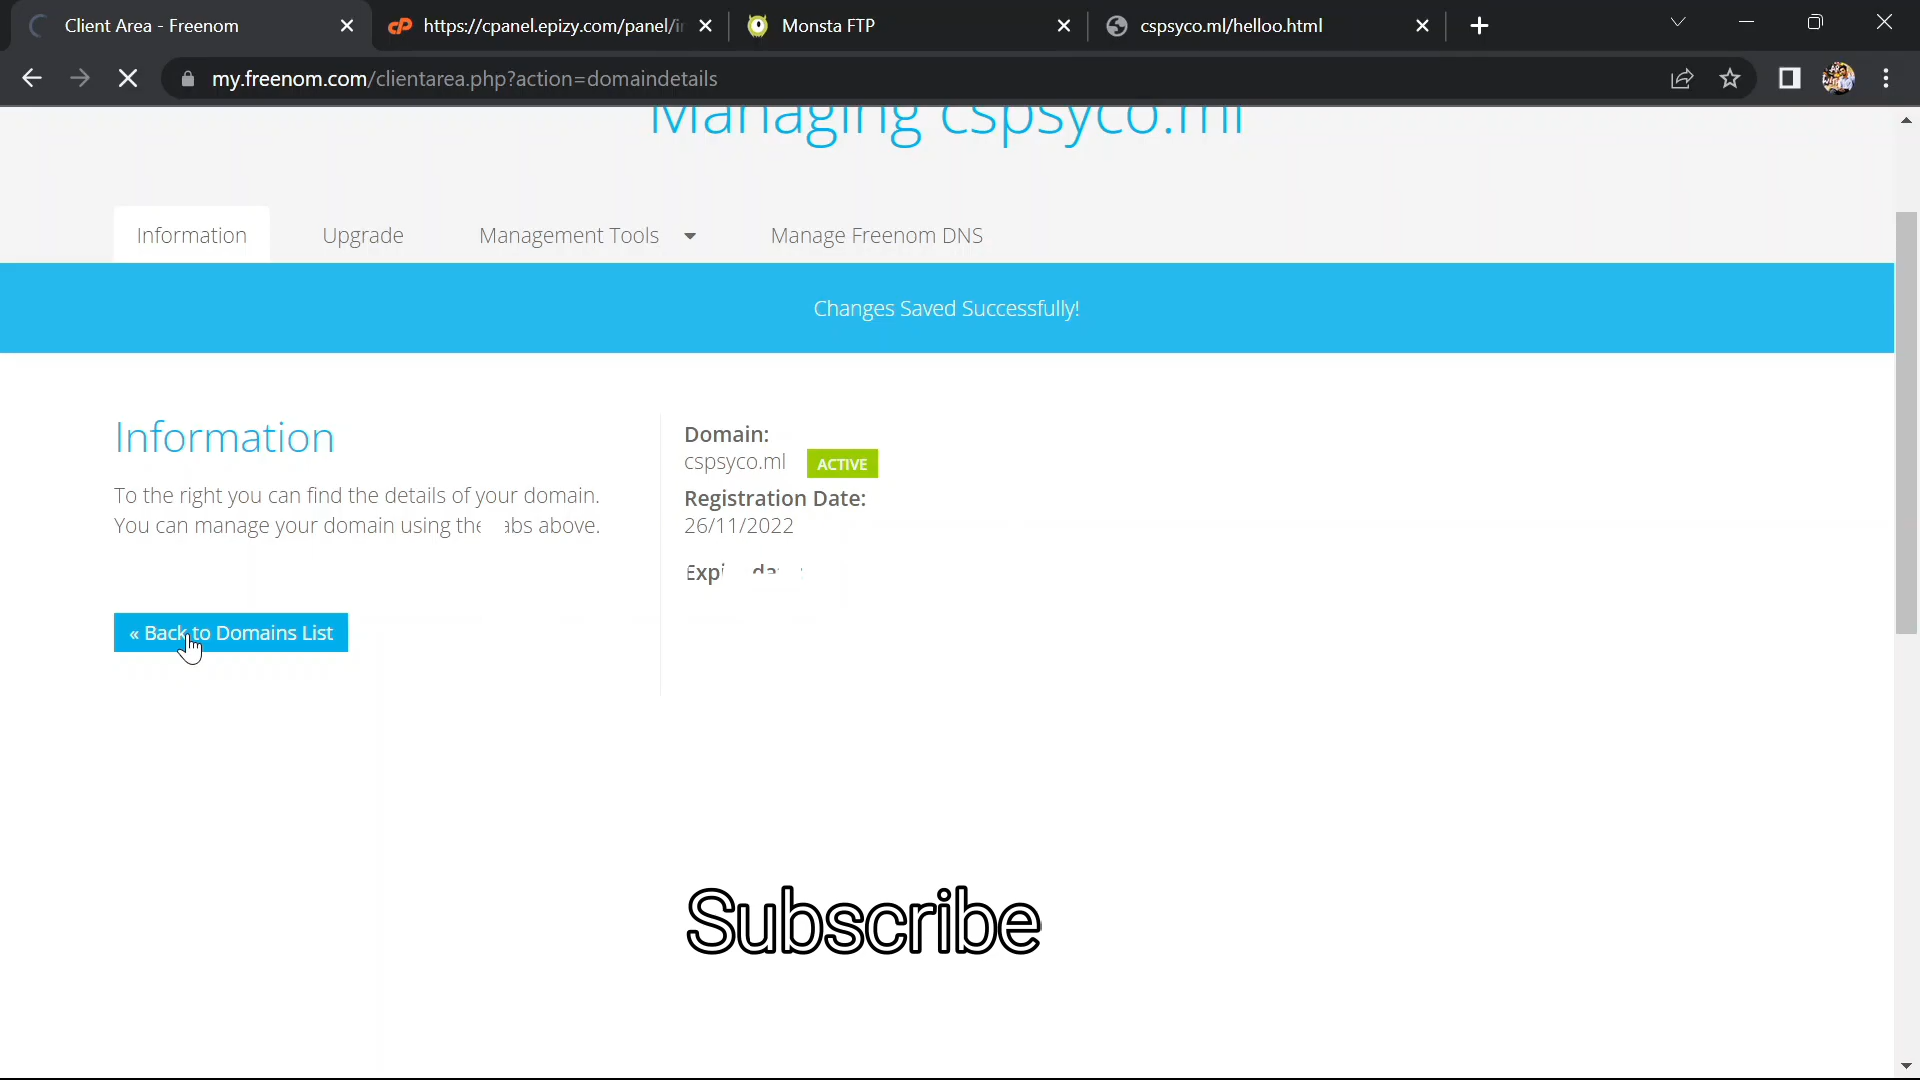 Client Area - Freenom
https://cpanel.epizy.com/panel/
Monsta FTP
cspsyco.ml/helloo.html
my.freenom.com/clientarea.php?action=domaindetails
Managing cspsyco.ml
Information
Upgrade
Management Tools
Manage Freenom DNS
Changes Saved Successfully!
Information
To the right you can find the details of your domain.
You can manage your domain using the above.
« Back to Domains List
Domain:
cspsyco.ml ACTIVE
Registration Date:
26/11/2022
Subscribe